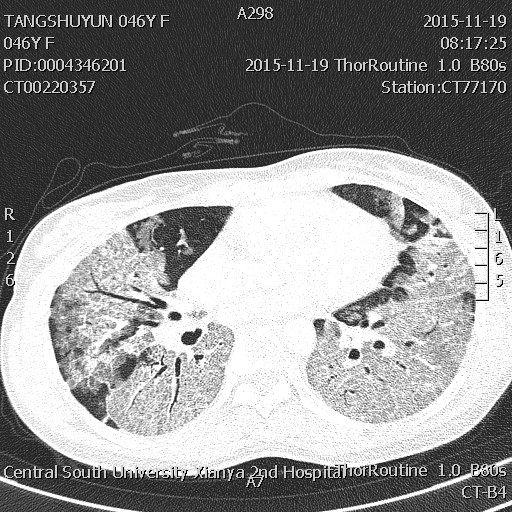 TANGSHUYUN 046Y F
046Y F
PID:0004346201
CT00220357
A298
2015-11-19
08:17:25
2015-11-19 ThorRoutine 1.0 B80s
Station:CT77170
R
1
2
6
L
1
6
5
Central South University Xianya 2nd Hospital
ThorRoutine 1.0 B80s
A7
CT-B4